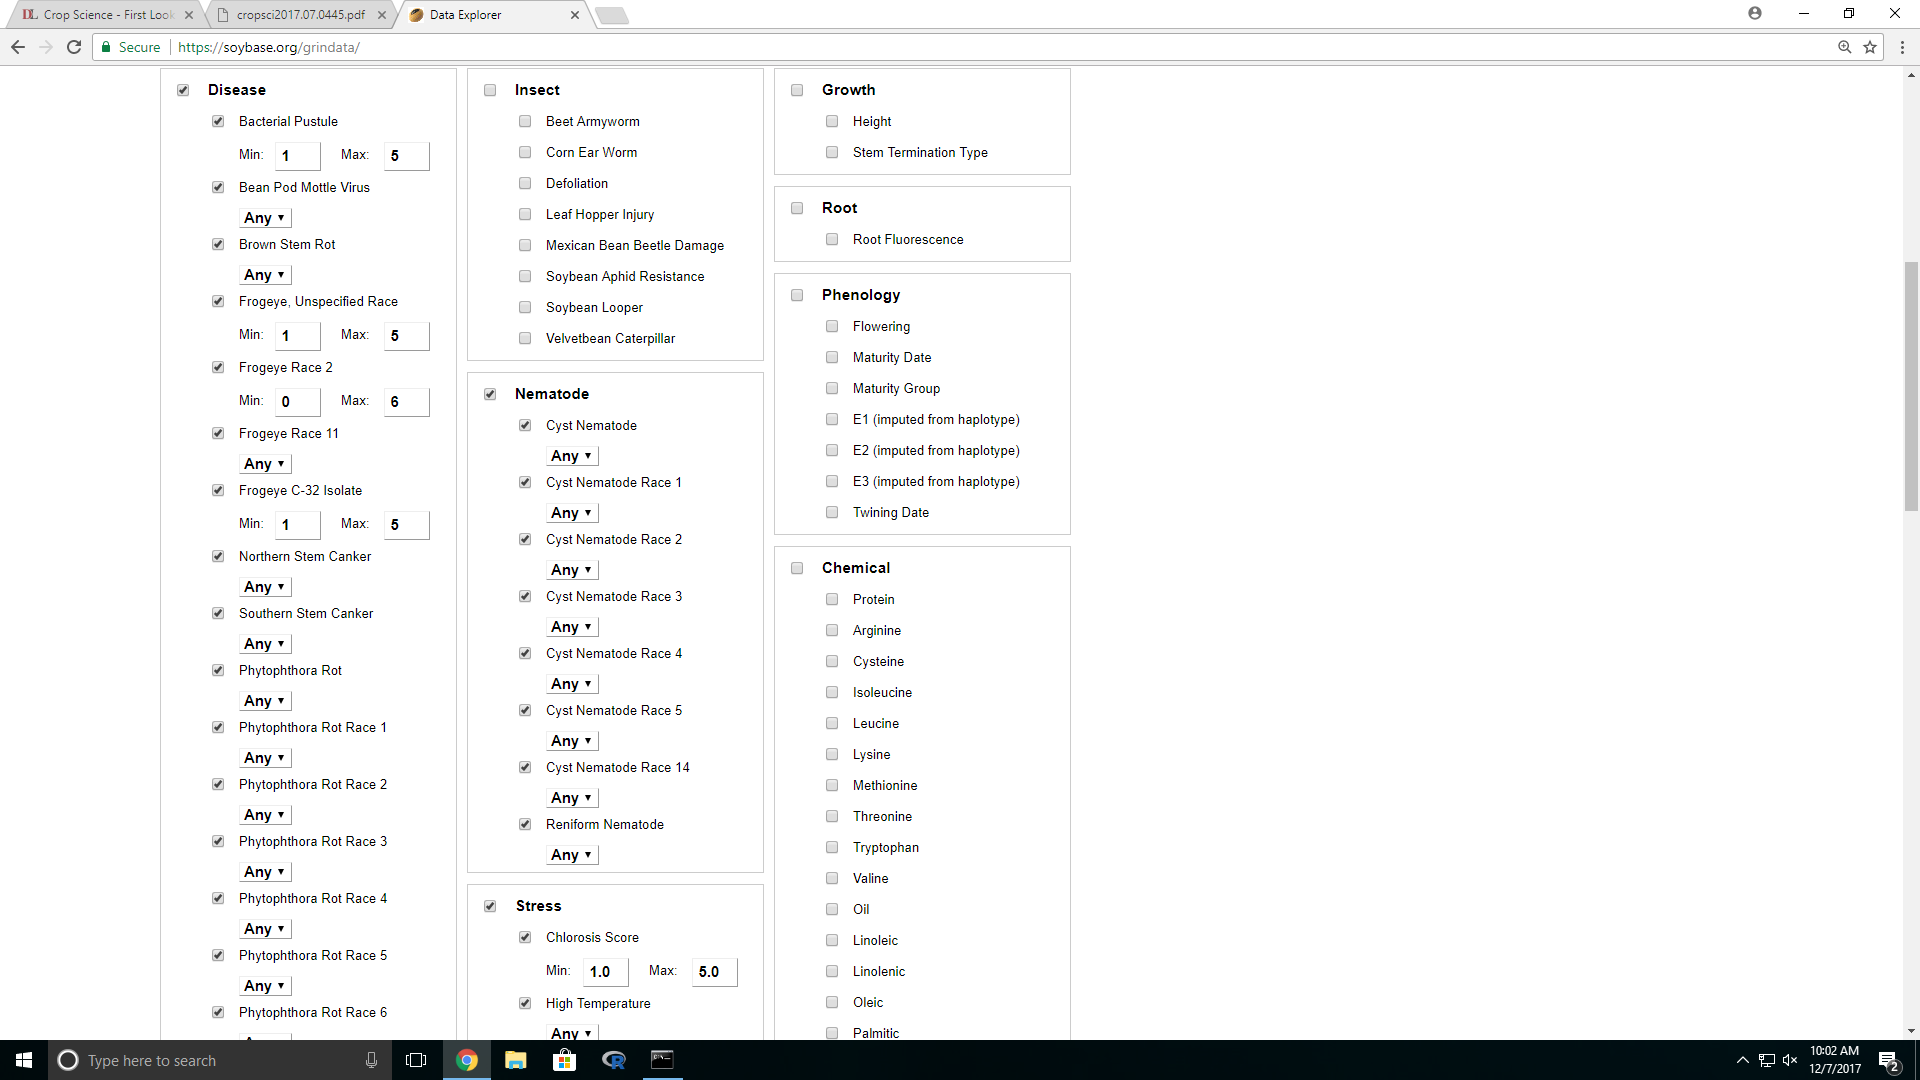 Crop Science - First Look
cropsci2017.07.0445.pdf
Data Explorer
Secure
https://soybase.org/grindata/
Disease
Bacterial Pustule
Min: 1 Max: 5
Bean Pod Mottle Virus
Any
Brown Stem Rot
Any
Frogeye, Unspecified Race
Min: 1 Max: 5
Frogeye Race 2
Min: 0 Max: 6
Frogeye Race 11
Any
Frogeye C-32 Isolate
Min: 1 Max: 5
Northern Stem Canker
Any
Southern Stem Canker
Any
Phytophthora Rot
Any
Phytophthora Rot Race 1
Any
Phytophthora Rot Race 2
Any
Phytophthora Rot Race 3
Any
Phytophthora Rot Race 4
Any
Phytophthora Rot Race 5
Any
Phytophthora Rot Race 6
Insect
Beet Armyworm
Corn Ear Worm
Defoliation
Leaf Hopper Injury
Mexican Bean Beetle Damage
Soybean Aphid Resistance
Soybean Looper
Velvetbean Caterpillar
Nematode
Cyst Nematode
Any
Cyst Nematode Race 1
Any
Cyst Nematode Race 2
Any
Cyst Nematode Race 3
Any
Cyst Nematode Race 4
Any
Cyst Nematode Race 5
Any
Cyst Nematode Race 14
Any
Reniform Nematode
Any
Stress
Chlorosis Score
Min: 1.0 Max: 5.0
High Temperature
Any
Growth
Height
Stem Termination Type
Root
Root Fluorescence
Phenology
Flowering
Maturity Date
Maturity Group
E1 (imputed from haplotype)
E2 (imputed from haplotype)
E3 (imputed from haplotype)
Twining Date
Chemical
Protein
Arginine
Cysteine
Isoleucine
Leucine
Lysine
Methionine
Threonine
Tryptophan
Valine
Oil
Linoleic
Linolenic
Oleic
Palmitic
Type here to search
10:02 AM
12/7/2017
2